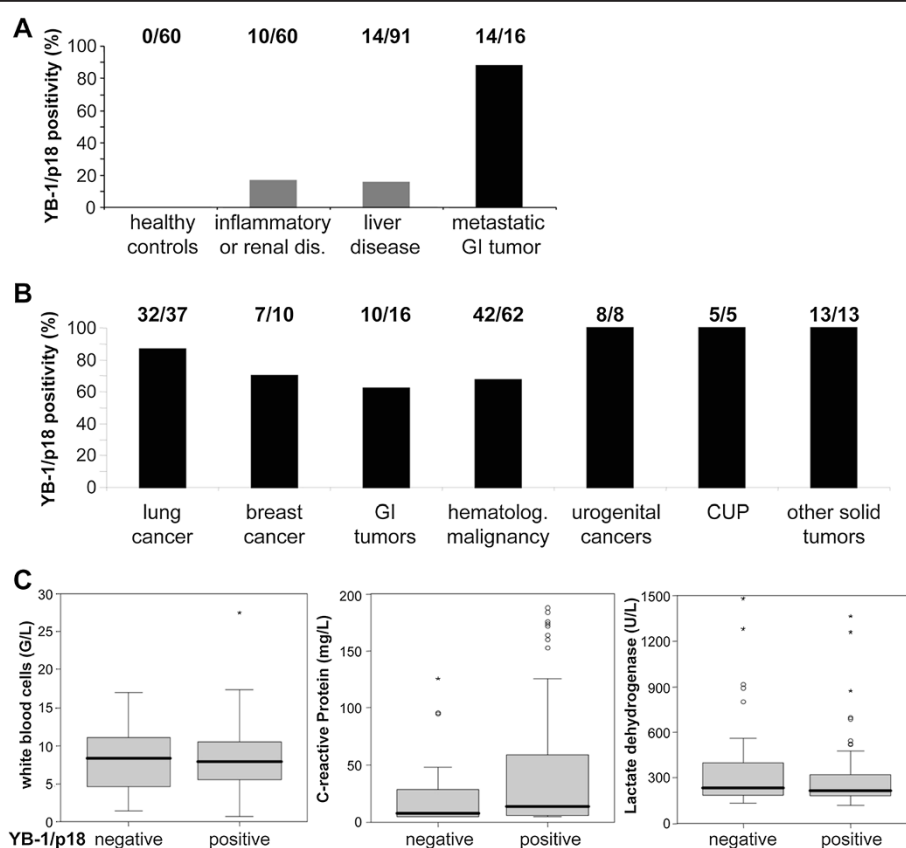 A
0/60 10/60 14/91 14/16
YB-1/p18 positivity (%)
100
80
60
40
20
0
healthy controls
inflammatory or renal dis.
liver disease
metastatic GI tumor
B
32/37 7/10 10/16 42/62 8/8 5/5 13/13
YB-1/p18 positivity (%)
100
80
60
40
20
0
lung cancer
breast cancer
GI tumors
hematolog. malignancy
urogenital cancers
CUP
other solid tumors
C
white blood cells (G/L)
30
25
20
15
10
5
0
C-reactive Protein (mg/L)
200
150
100
50
0
Lactate dehydrogenase (U/L)
1500
1200
900
600
300
0
YB-1/p18 negative positive negative positive negative positive